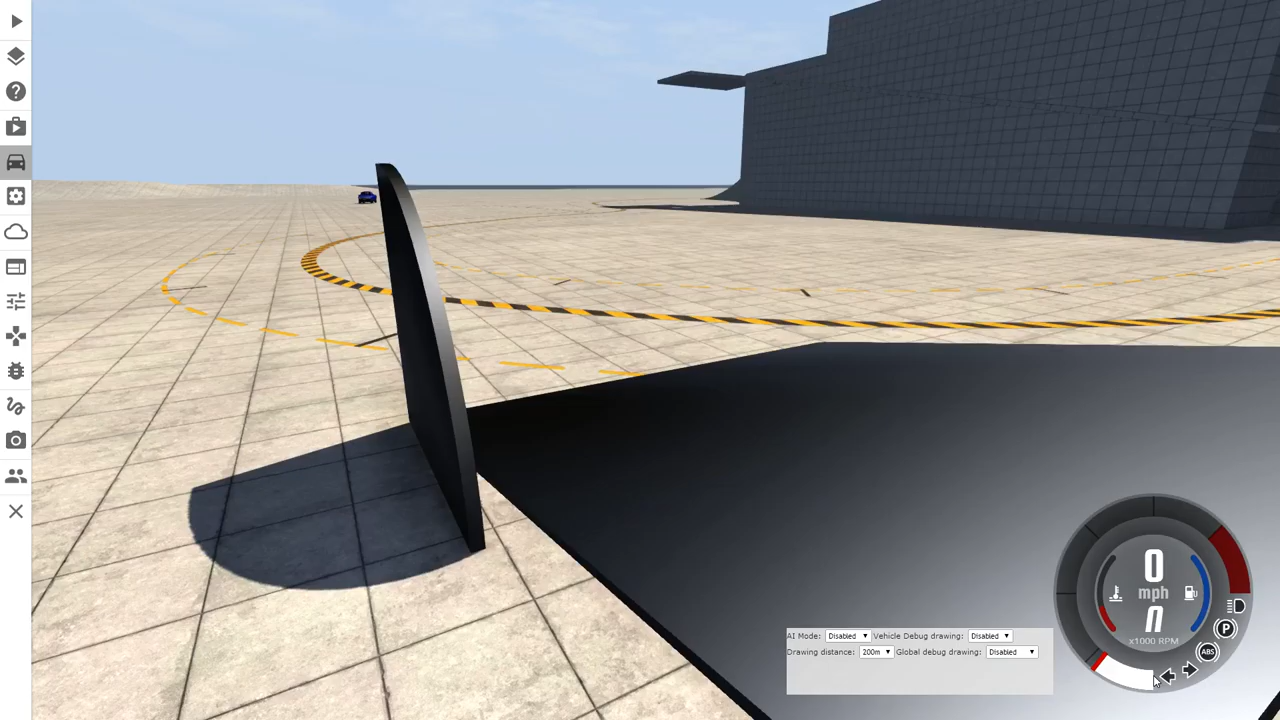 0
mph
n
x1000 RPM
P
ABS
AI Mode: Disabled Vehicle Debug drawing: Disabled
Drawing distance: 200m Global debug drawing: Disabled